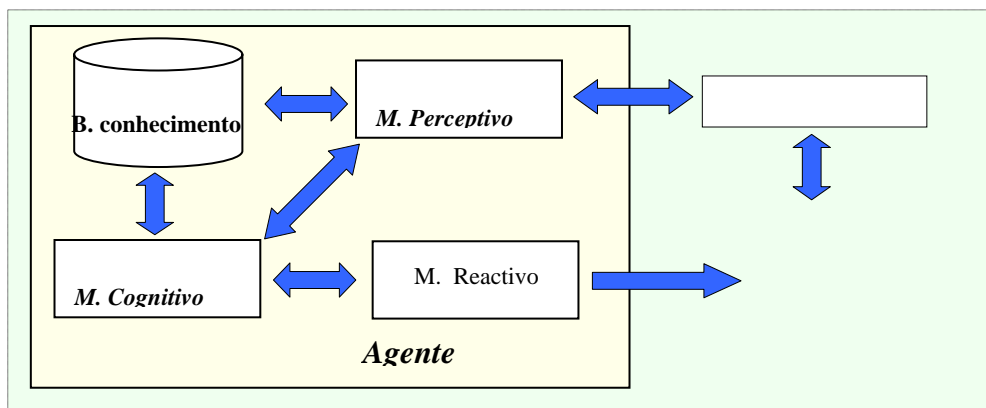 B. conhecimento
M. Perceptivo
M. Cognitivo
M. Reactivo
Agente